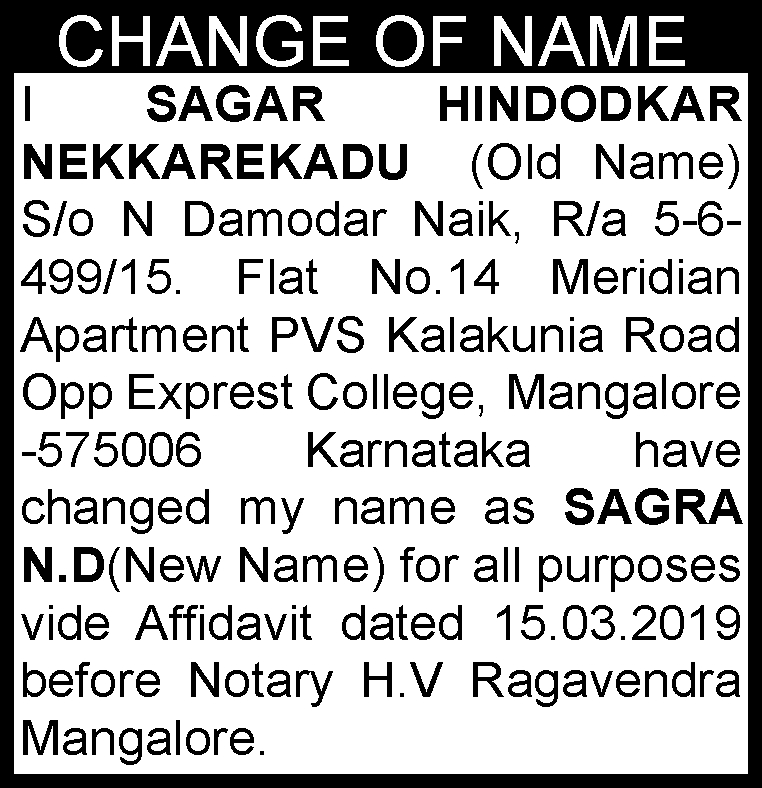 CHANGE OF NAME
I SAGAR HINDODKAR
NEKKAREKADU (Old Name)
S/o N Damodar Naik, R/a 5-6-
499/15. Flat No.14 Meridian
Apartment PVS Kalakunia Road
Opp Exprest College, Mangalore
-575006 Karnataka have
changed my name as SAGRA
N.D(New Name) for all purposes
vide Affidavit dated 15.03.2019
before Notary H.V Ragavendra
Mangalore.